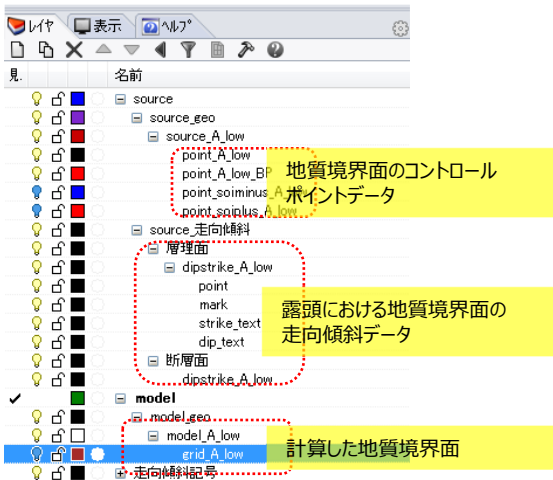 レイヤ 表示 ヘルプ
見. 名前
source
source_geo
source_A_low
point_A_low
point_A_low_BP
point_soiminus_A_low
point_soiplus_A_low
地質境界面のコントロール
ポイントデータ
source_走向傾斜
層理面
dipstrike_A_low
point
mark
strike_text
dip_text
露頭における地質境界面の
走向傾斜データ
断層面
dipstrike_A_low
model
model_geo
model_A_low
grid_A_low
計算した地質境界面
走向傾斜記号